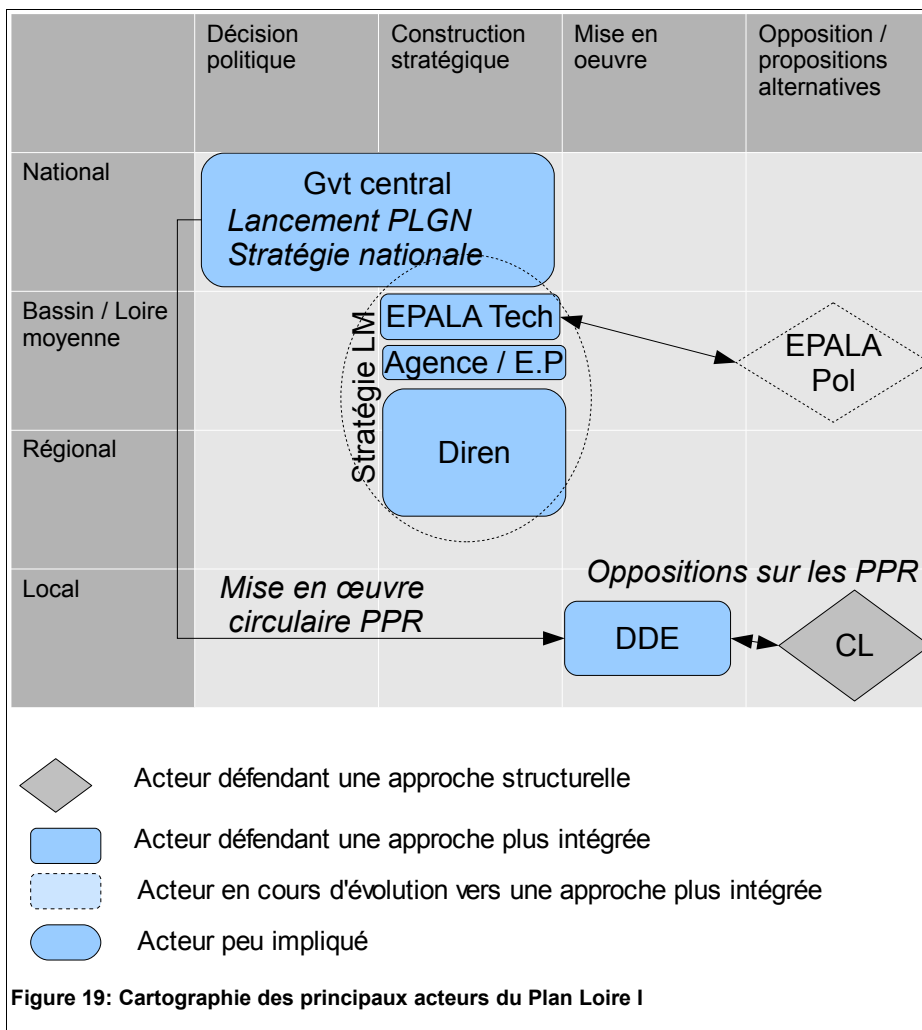 Décision
politique
Construction
stratégique
Mise en
oeuvre
Opposition /
propositions
alternatives
National
Gvt central
Lancement PLGN
Stratégie nationale
Bassin / Loire
moyenne
Stratégie LM
EPALA Tech
Agence / E.P
EPALA
Pol
Régional
Diren
Local
Mise en œuvre
circulaire PPR
Oppositions sur les PPR
DDE
CL
Acteur défendant une approche structurelle
Acteur défendant une approche plus intégrée
Acteur en cours d'évolution vers une approche plus intégrée
Acteur peu impliqué
Figure 19: Cartographie des principaux acteurs du Plan Loire I